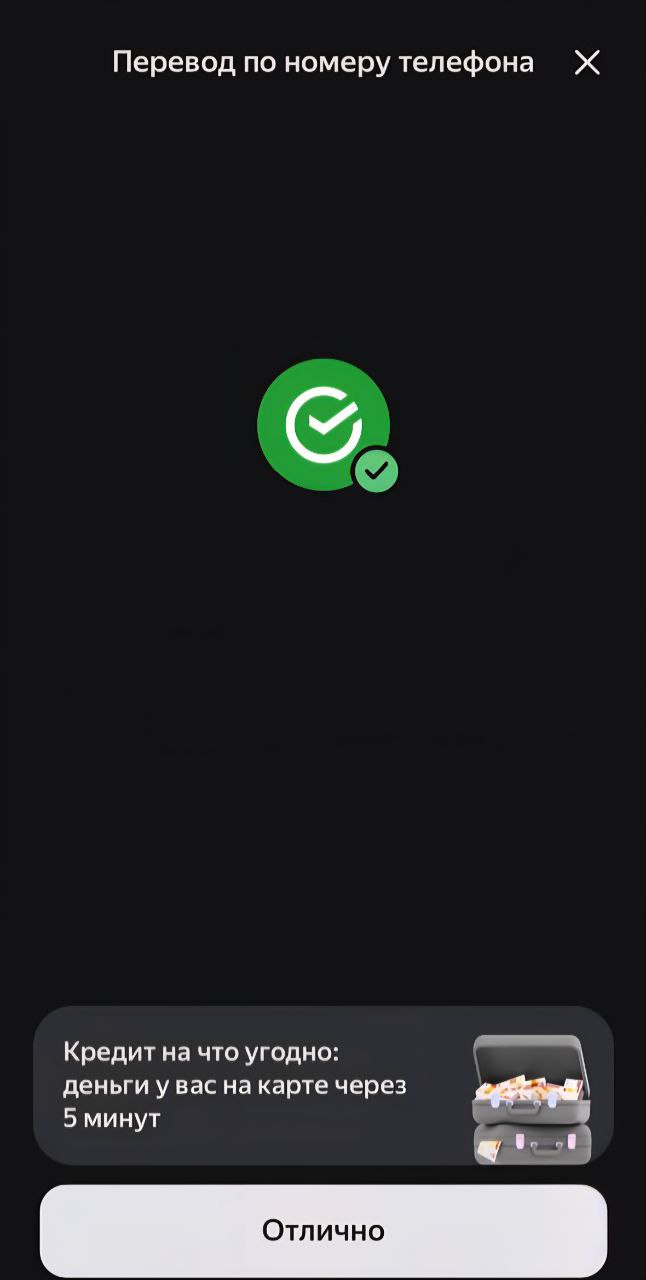 Перевод по номеру телефона
Кредит на что угодно:
деньги у вас на карте через
5 минут
Отлично